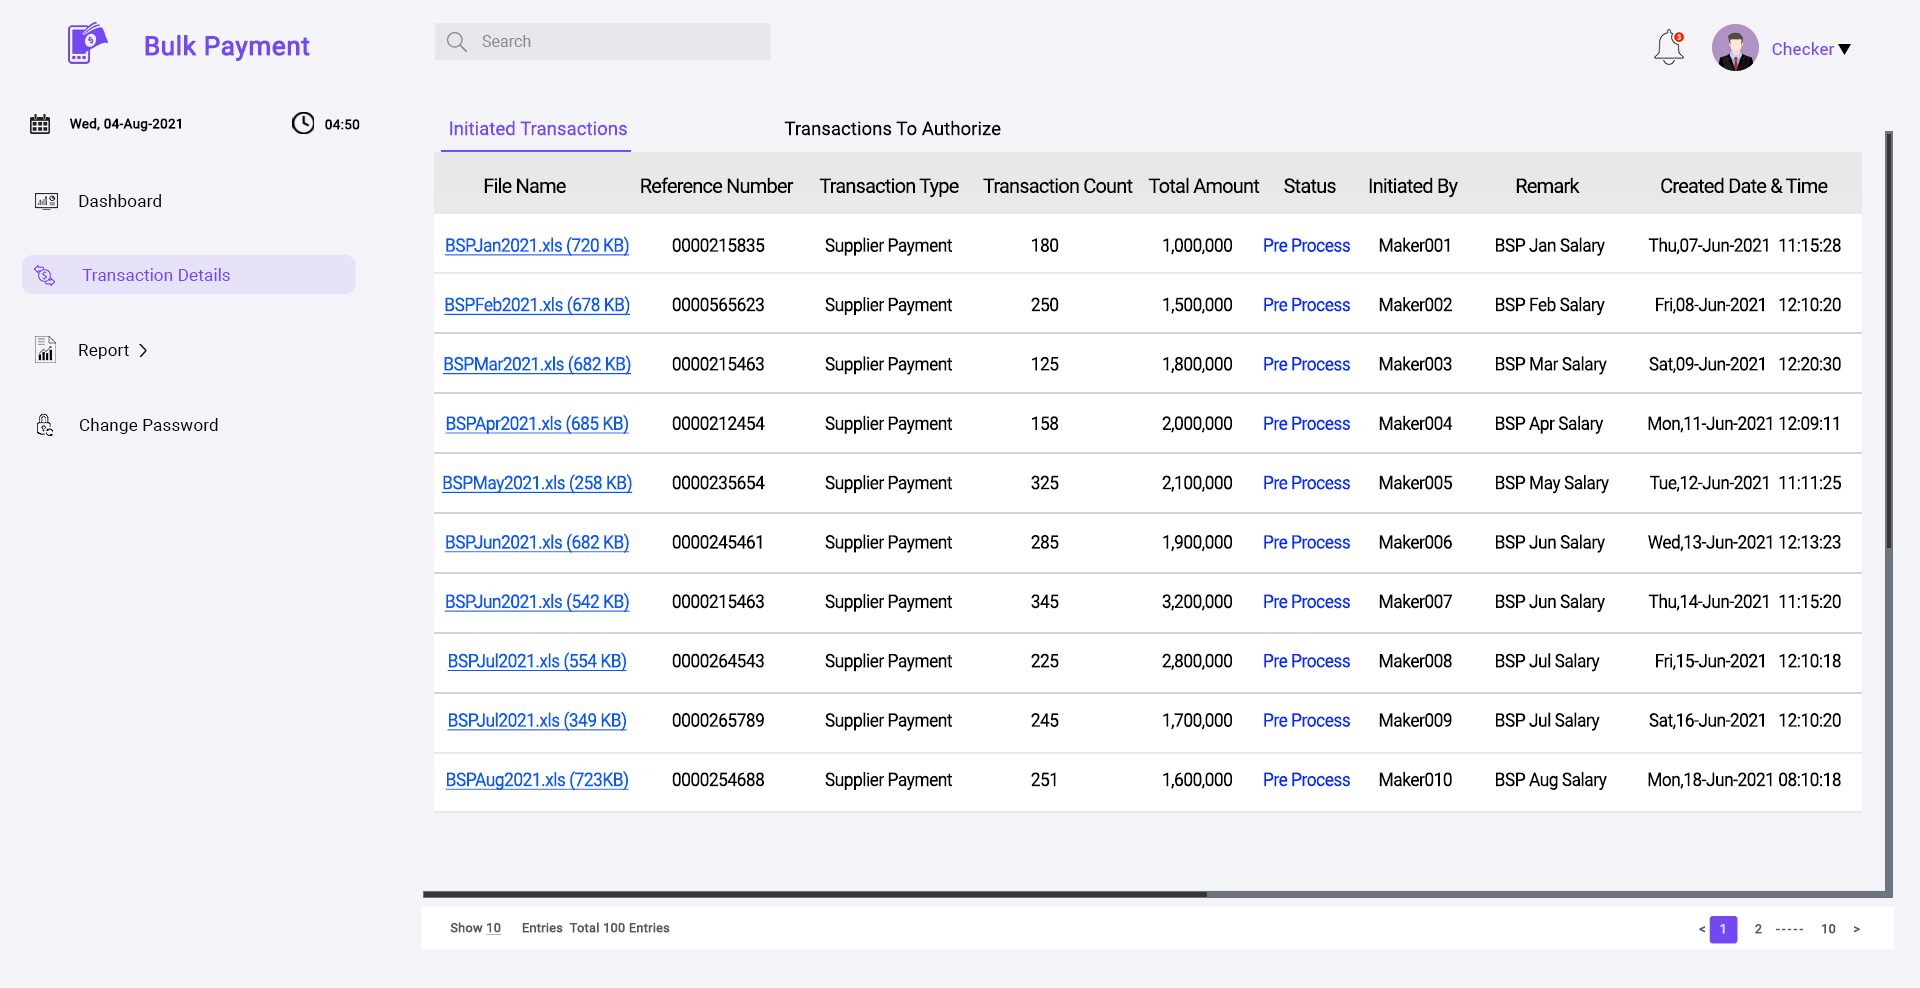 Bulk Payment
Search
3
Checker
Wed, 04-Aug-2021 04:50
Dashboard
Transaction Details
Report >
Change Password
Initiated Transactions Transactions To Authorize
File Name Reference Number Transaction Type Transaction Count Total Amount Status Initiated By Remark Created Date & Time
BSPJan2021.xls (720 KB) 0000215835 Supplier Payment 180 1,000,000 Pre Process Maker001 BSP Jan Salary Thu,07-Jun-2021 11:15:28
BSPFeb2021.xls (678 KB) 0000565623 Supplier Payment 250 1,500,000 Pre Process Maker002 BSP Feb Salary Fri,08-Jun-2021 12:10:20
BSPMar2021.xls (682 KB) 0000215463 Supplier Payment 125 1,800,000 Pre Process Maker003 BSP Mar Salary Sat,09-Jun-2021 12:20:30
BSPApr2021.xls (685 KB) 0000212454 Supplier Payment 158 2,000,000 Pre Process Maker004 BSP Apr Salary Mon,11-Jun-2021 12:09:11
BSPMay2021.xls (258 KB) 0000235654 Supplier Payment 325 2,100,000 Pre Process Maker005 BSP May Salary Tue,12-Jun-2021 11:11:25
BSPJun2021.xls (682 KB) 0000245461 Supplier Payment 285 1,900,000 Pre Process Maker006 BSP Jun Salary Wed,13-Jun-2021 12:13:23
BSPJun2021.xls (542 KB) 0000215463 Supplier Payment 345 3,200,000 Pre Process Maker007 BSP Jun Salary Thu,14-Jun-2021 11:15:20
BSPJul2021.xls (554 KB) 0000264543 Supplier Payment 225 2,800,000 Pre Process Maker008 BSP Jul Salary Fri,15-Jun-2021 12:10:18
BSPJul2021.xls (349 KB) 0000265789 Supplier Payment 245 1,700,000 Pre Process Maker009 BSP Jul Salary Sat,16-Jun-2021 12:10:20
BSPAug2021.xls (723KB) 0000254688 Supplier Payment 251 1,600,000 Pre Process Maker010 BSP Aug Salary Mon,18-Jun-2021 08:10:18
Show 10 Entries Total 100 Entries < 1 2 ----- 10 >